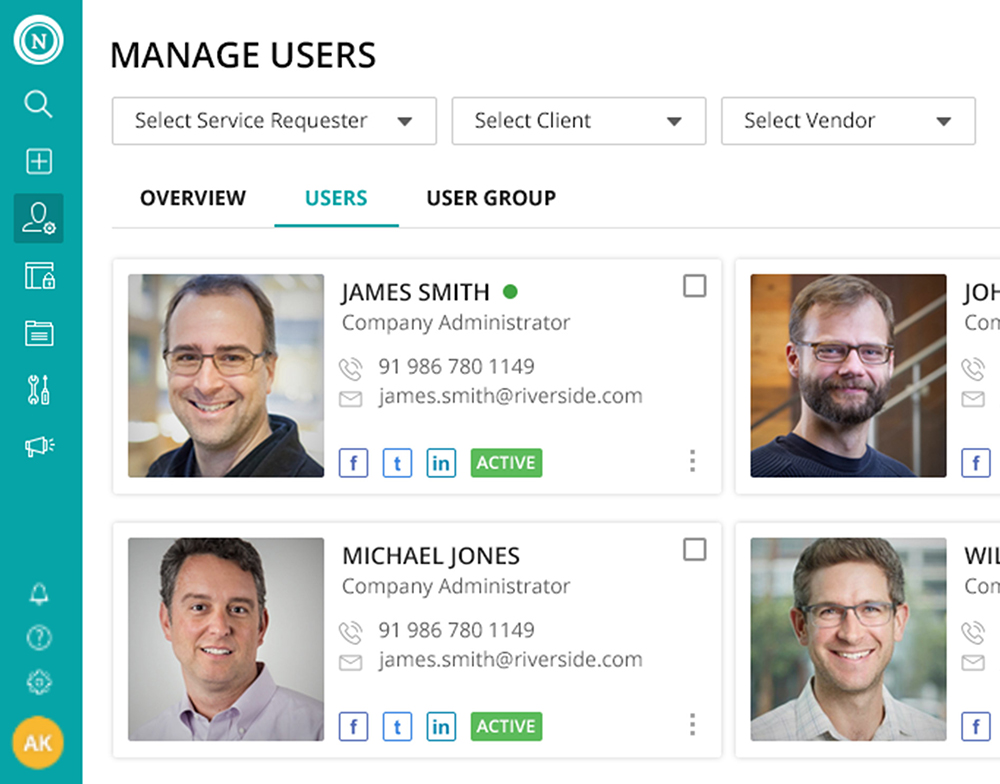 N
MANAGE USERS
Select Service Requester
Select Client
Select Vendor
OVERVIEW
USERS
USER GROUP
JAMES SMITH
Company Administrator
91 986 780 1149
james.smith@riverside.com
f
t
in
ACTIVE
JOH
Com
f
MICHAEL JONES
Company Administrator
91 986 780 1149
james.smith@riverside.com
f
t
in
ACTIVE
WIL
Com
f
?
AK